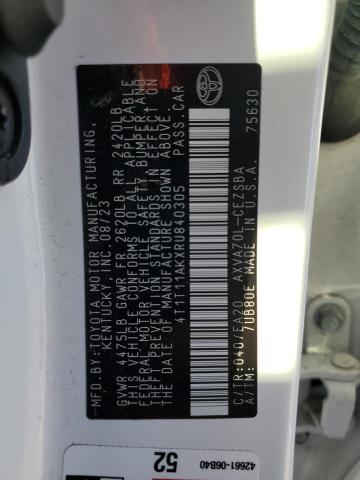 MFD.BY:TOYOTA MOTOR MANUFACTURING,
KENTUCKY, INC. 08/23
GVWR 4475LB GAWR FR 2620LB RR 2420LB
THIS VEHICLE CONFORMS TO ALL APPLICABLE
FEDERAL MOTOR VEHICLE SAFETY, BUMPER, AND
THEFT PREVENTION STANDARDS IN EFFECT ON
THE DATE OF MANUFACTURE SHOWN ABOVE.
4T1T11AKXRU840305 PASS.CAR
C/TR:040/EA20 AXVA70L-CEZSBA
A/TM: 7UB80E MADE IN U.S.A.
75630
52
42661-06B40